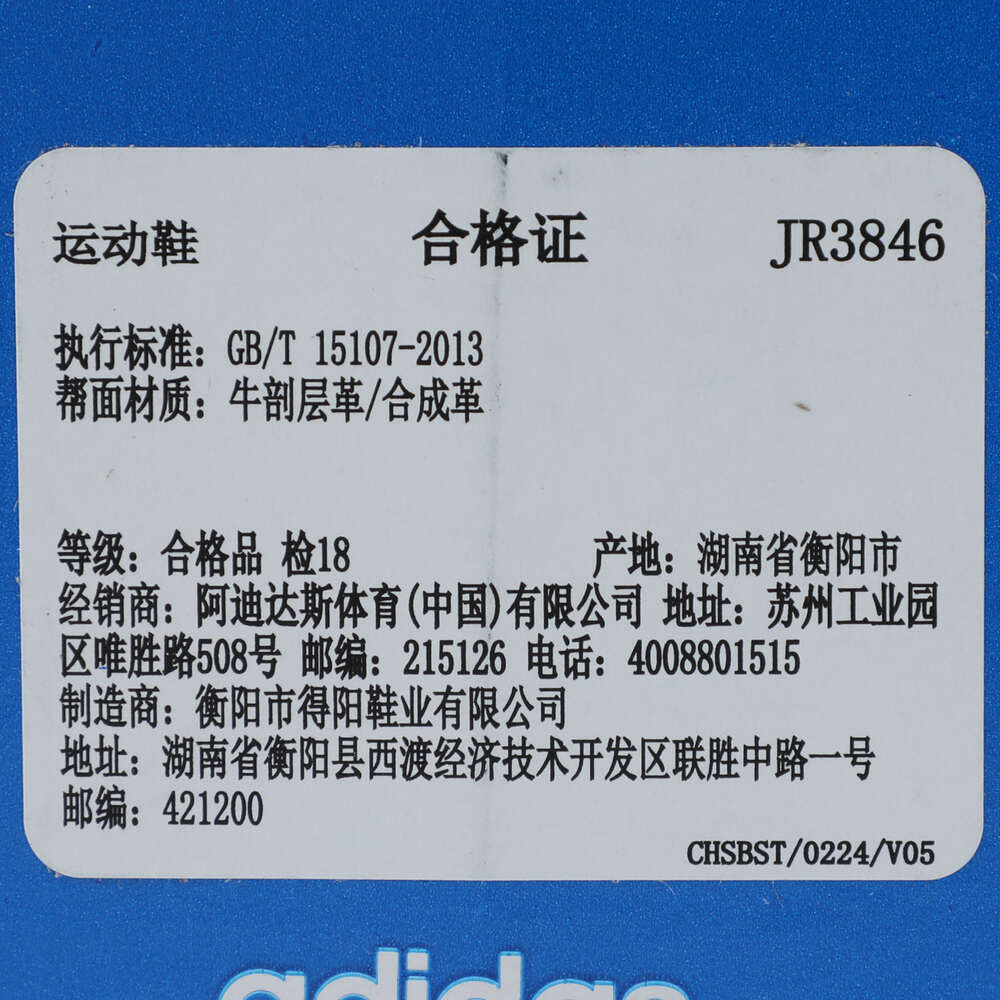 运动鞋 合格证 JR3846
执行标准：GB/T 15107-2013
帮面材质：牛剖层革/合成革
等级：合格品 检18 产地：湖南省衡阳市
经销商：阿迪达斯体育(中国)有限公司 地址：苏州工业园
区唯胜路508号 邮编：215126 电话：4008801515
制造商：衡阳市得阳鞋业有限公司
地址：湖南省衡阳县西渡经济技术开发区联胜中路一号
邮编：421200
CHSBST/0224/V05
adidas